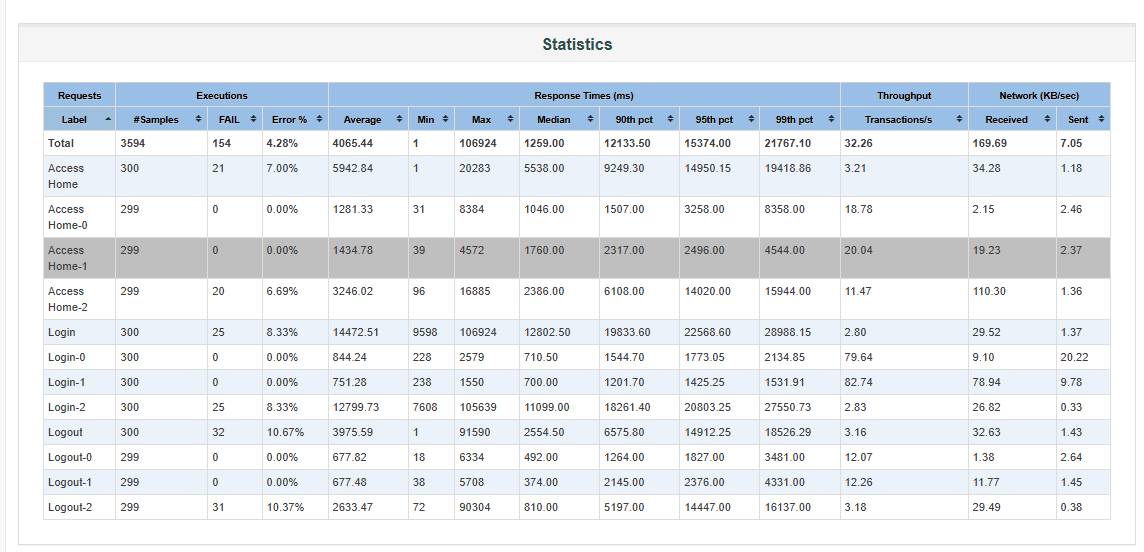 Statistics
Requests Executions Response Times (ms) Throughput Network (KB/sec)
Label #Samples FAIL Error % Average Min Max Median 90th pct 95th pct 99th pct Transactions/s Received Sent
Total 3594 154 4.28% 4065.44 1 106924 1259.00 12133.50 15374.00 21767.10 32.26 169.69 7.05
Access 300 21 7.00% 5942.84 1 20283 5538.00 9249.30 14950.15 19418.86 3.21 34.28 1.18
Home
Access 299 0 0.00% 1281.33 31 8384 1046.00 1507.00 3258.00 8358.00 18.78 2.15 2.46
Home-0
Access 299 0 0.00% 1434.78 39 4572 1760.00 2317.00 2496.00 4544.00 20.04 19.23 2.37
Home-1
Access 299 20 6.69% 3246.02 96 16885 2386.00 6108.00 14020.00 15944.00 11.47 110.30 1.36
Home-2
Login 300 25 8.33% 14472.51 9598 106924 12802.50 19833.60 22568.60 28988.15 2.80 29.52 1.37
Login-0 300 0 0.00% 844.24 228 2579 710.50 1544.70 1773.05 2134.85 79.64 9.10 20.22
Login-1 300 0 0.00% 751.28 238 1550 700.00 1201.70 1425.25 1531.91 82.74 78.94 9.78
Login-2 300 25 8.33% 12799.73 7608 105639 11099.00 18261.40 20803.25 27550.73 2.83 26.82 0.33
Logout 300 32 10.67% 3975.59 1 91590 2554.50 6575.80 14912.25 18526.29 3.16 32.63 1.43
Logout-0 299 0 0.00% 677.82 18 6334 492.00 1264.00 1827.00 3481.00 12.07 1.38 2.64
Logout-1 299 0 0.00% 677.48 38 5708 374.00 2145.00 2376.00 4331.00 12.26 11.77 1.45
Logout-2 299 31 10.37% 2633.47 72 90304 810.00 5197.00 14447.00 16137.00 3.18 29.49 0.38